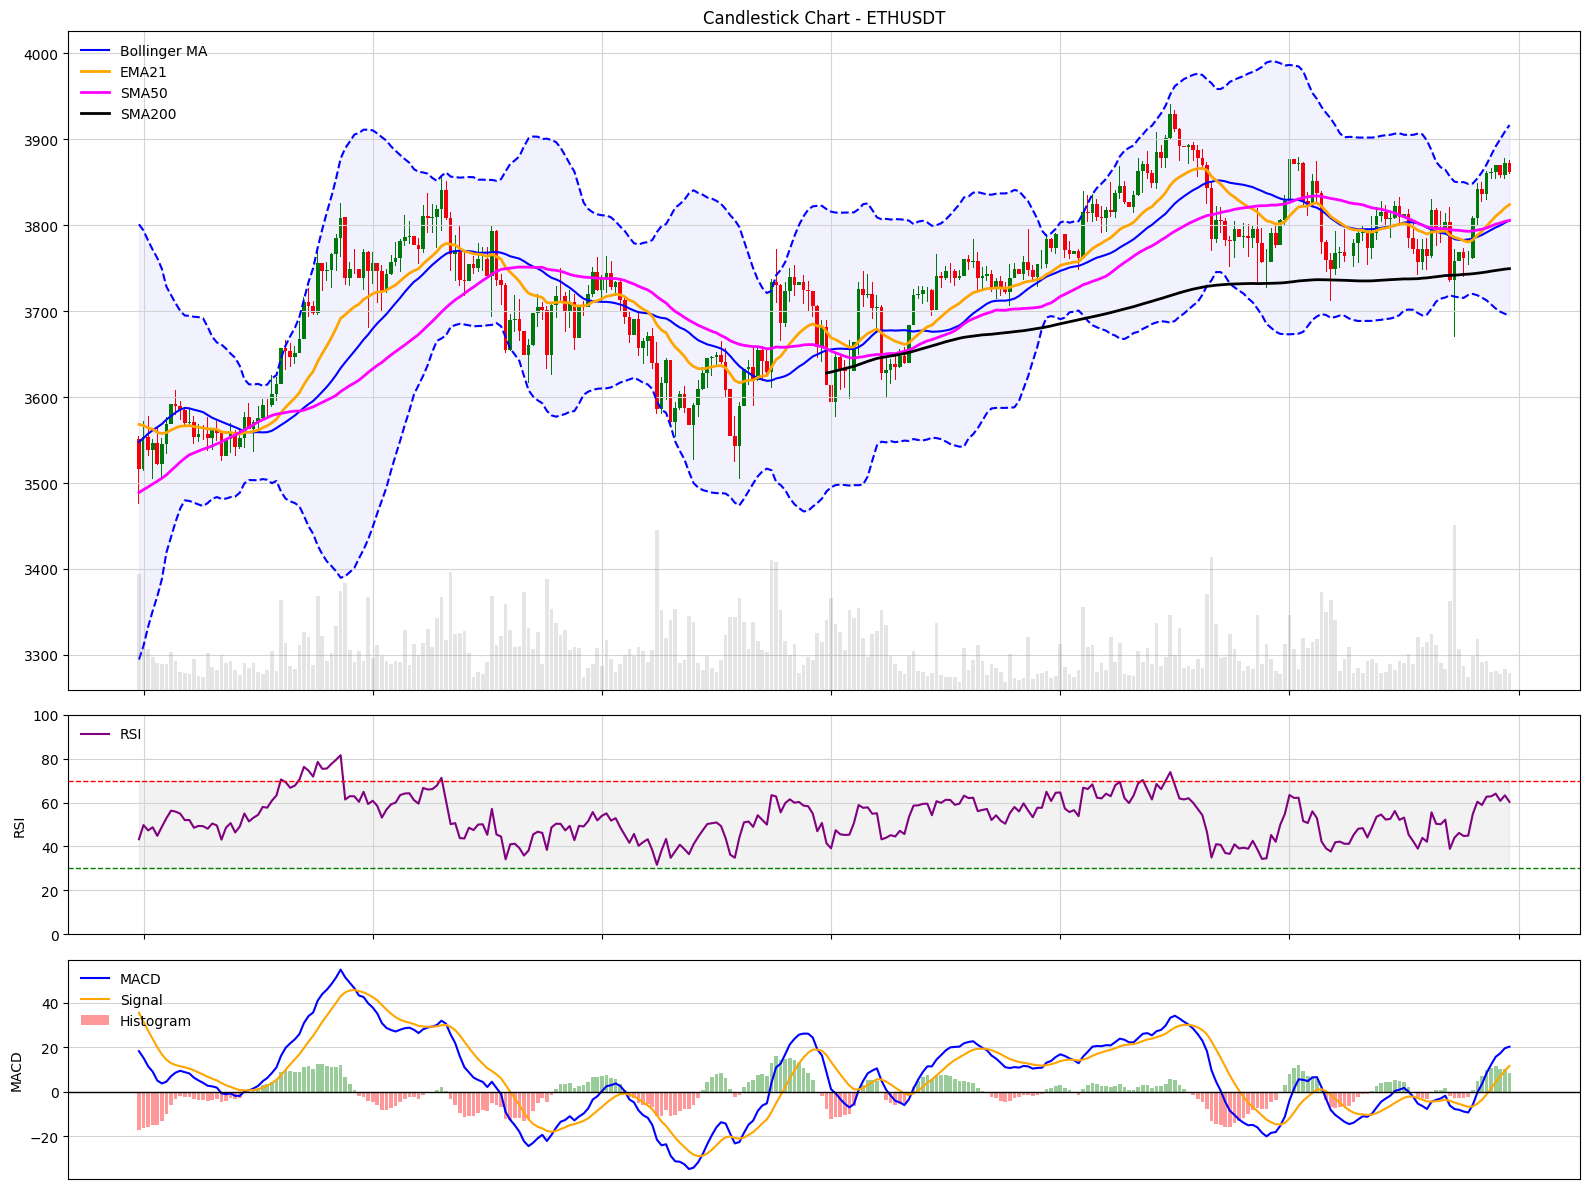 Candlestick Chart - ETHUSDT
4000
3900
3800
3700
3600
3500
3400
3300
Bollinger MA
EMA21
SMA50
SMA200
100
80
60
40
20
0
RSI
RSI
40
20
0
−20
MACD
MACD
Signal
Histogram